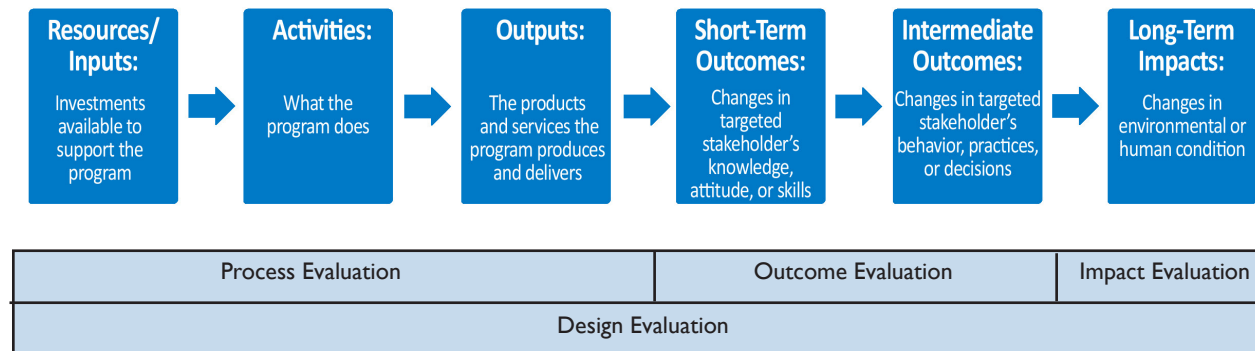 Resources/
Inputs:
Investments
available to
support the
program
Activities:
What the
program does
Outputs:
The products
and services the
program produces
and delivers
Short-Term
Outcomes:
Changes in
targeted
stakeholder's
knowledge,
attitude, or skills
Intermediate
Outcomes:
Changes in targeted
stakeholder's
behavior, practices,
or decisions
Long-Term
Impacts:
Changes in
environmental or
human condition
Process Evaluation
Outcome Evaluation
Impact Evaluation
Design Evaluation